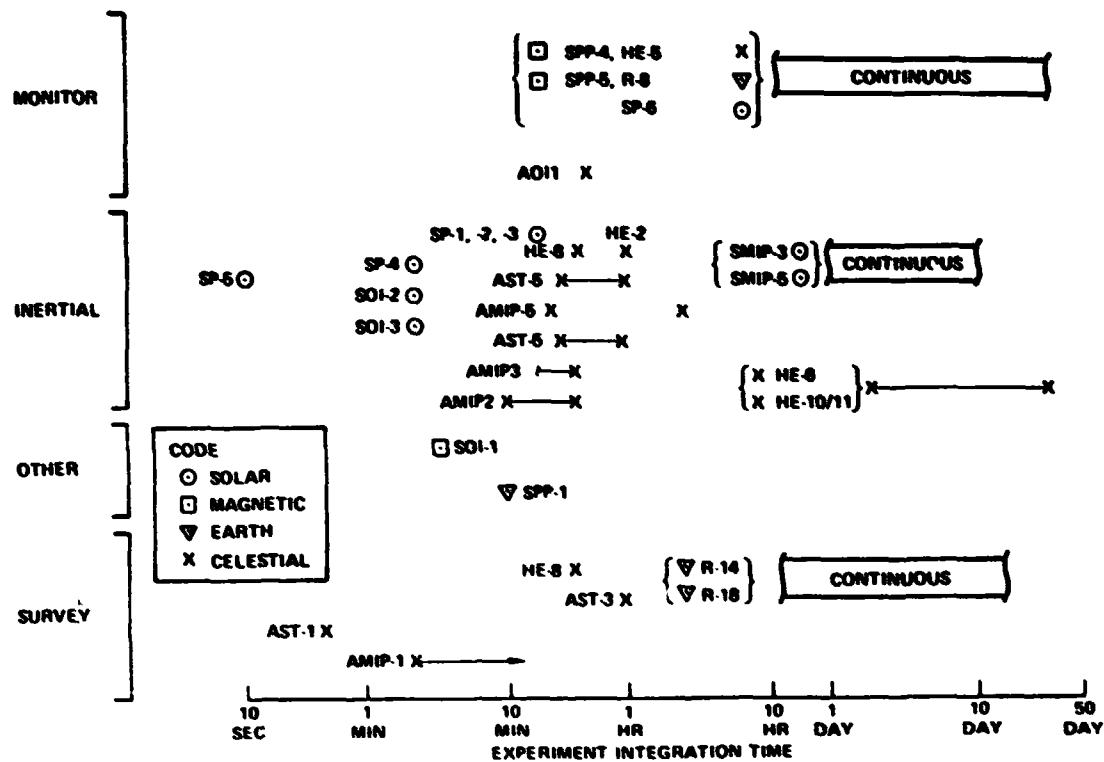 MONITOR
SPP-4, HE-5 X
SPP-5, R-8
SP-6
CONTINUOUS
AOI1 X
INERTIAL
SP-1, -2, -3
HE-2
HE-8 X X
SP-4
SP-5
AST-5 X X
SMIP-3
SMIP-5
CONTINUOUS
SOI-2
AMIP-5 X X
SOI-3
AST-5 X X
AMIP3 X
X HE-8
X HE-10/11
X X
AMIP2 X X
OTHER
SOI-1
SPP-1
CODE
SOLAR
MAGNETIC
EARTH
X CELESTIAL
SURVEY
HE-8 X
R-14
R-18
CONTINUOUS
AST-3 X
AST-1 X
AMIP-1 X
10 SEC
1 MIN
10 MIN
1 HR
10 HR
1 DAY
10 DAY
50 DAY
EXPERIMENT INTEGRATION TIME